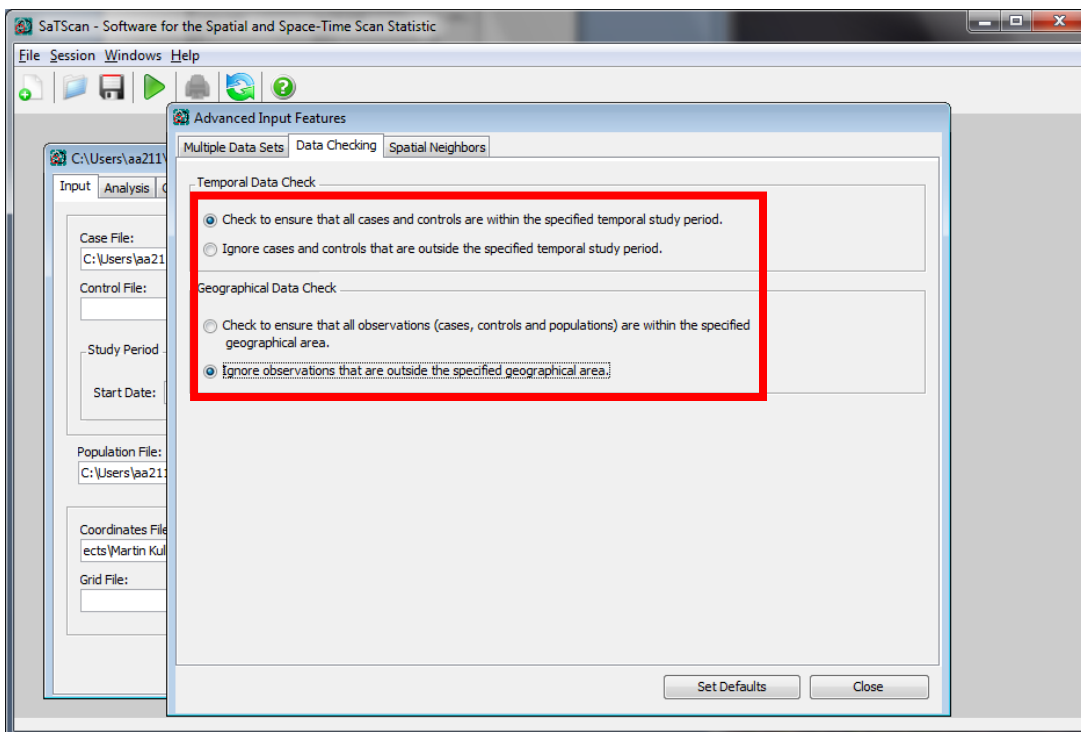 SaTScan - Software for the Spatial and Space-Time Scan Statistic
File Session Windows Help
Advanced Input Features
Multiple Data Sets Data Checking Spatial Neighbors
Temporal Data Check
Check to ensure that all cases and controls are within the specified temporal study period.
Ignore cases and controls that are outside the specified temporal study period.
Geographical Data Check
Check to ensure that all observations (cases, controls and populations) are within the specified
geographical area.
Ignore observations that are outside the specified geographical area.
Set Defaults Close
C:\Users\aa211\
Input Analysis
Case File:
C:\Users\aa21
Control File:
Study Period
Start Date:
Population File:
C:\Users\aa211
Coordinates File
ects\Martin Kul
Grid File: